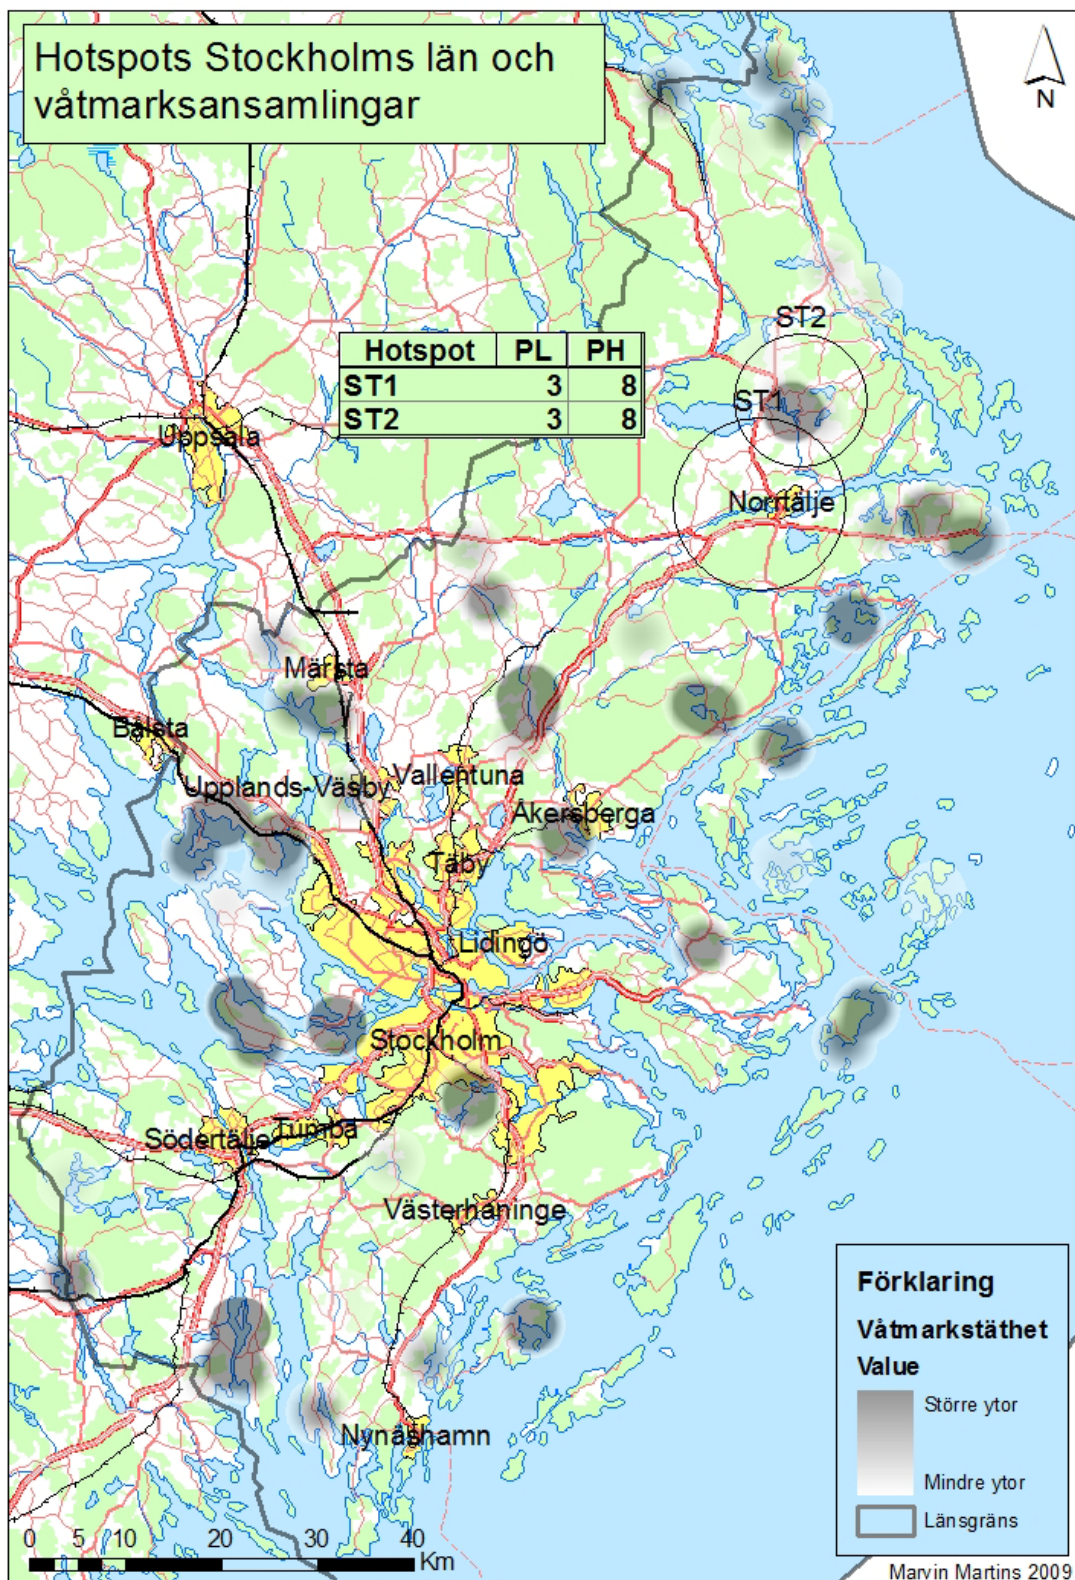 Hotspots Stockholms län och
våtmarksansamlingar
N
ST2
Hotspot PL PH
ST1 3 8
ST2 3 8
ST1
Uppsala
Norrtälje
Märsta
Bålsta
Vallentuna
Upplands-Väsby
Åkersberga
Täby
Lidingö
Stockholm
Södertälje
Tumba
Västerhaninge
Nynäshamn
Förklaring
Våtmarkstäthet
Value
Större ytor
Mindre ytor
Länsgräns
0 5 10 20 30 40
Km
Marvin Martins 2009